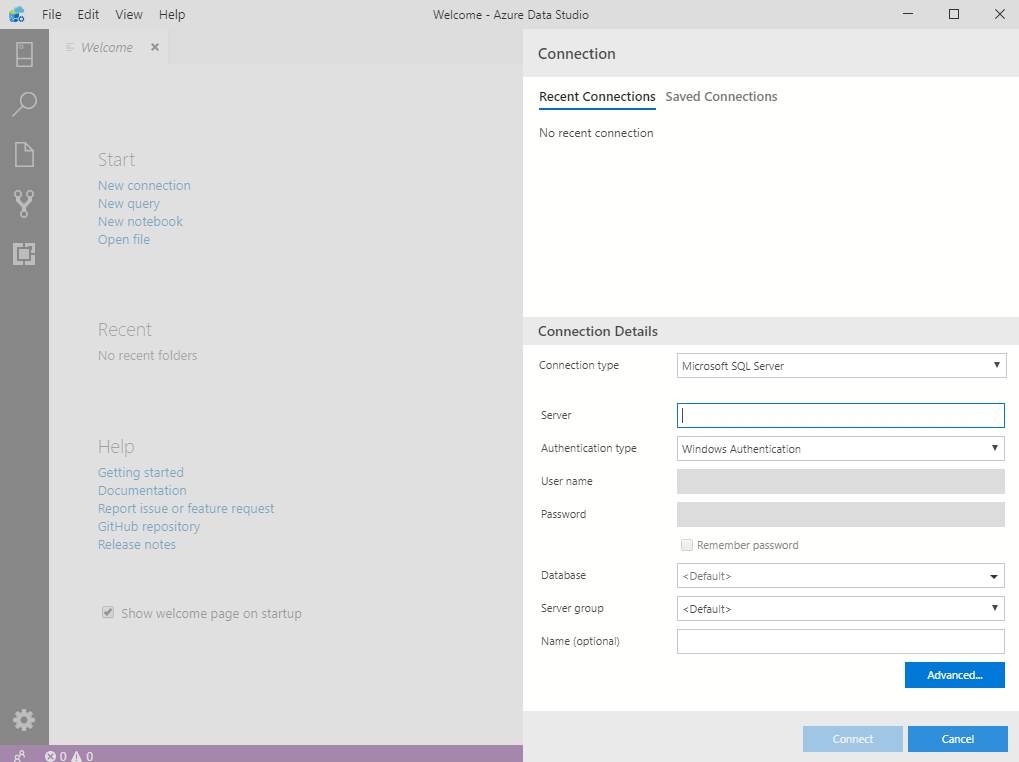 File Edit View Help
Welcome - Azure Data Studio
Welcome
Start
New connection
New query
New notebook
Open file
Recent
No recent folders
Help
Getting started
Documentation
Report issue or feature request
GitHub repository
Release notes
Show welcome page on startup
0 0
Connection
Recent Connections Saved Connections
No recent connection
Connection Details
Connection type Microsoft SQL Server
Server
Authentication type Windows Authentication
User name
Password
Remember password
Database <Default>
Server group <Default>
Name (optional)
Advanced...
Connect Cancel